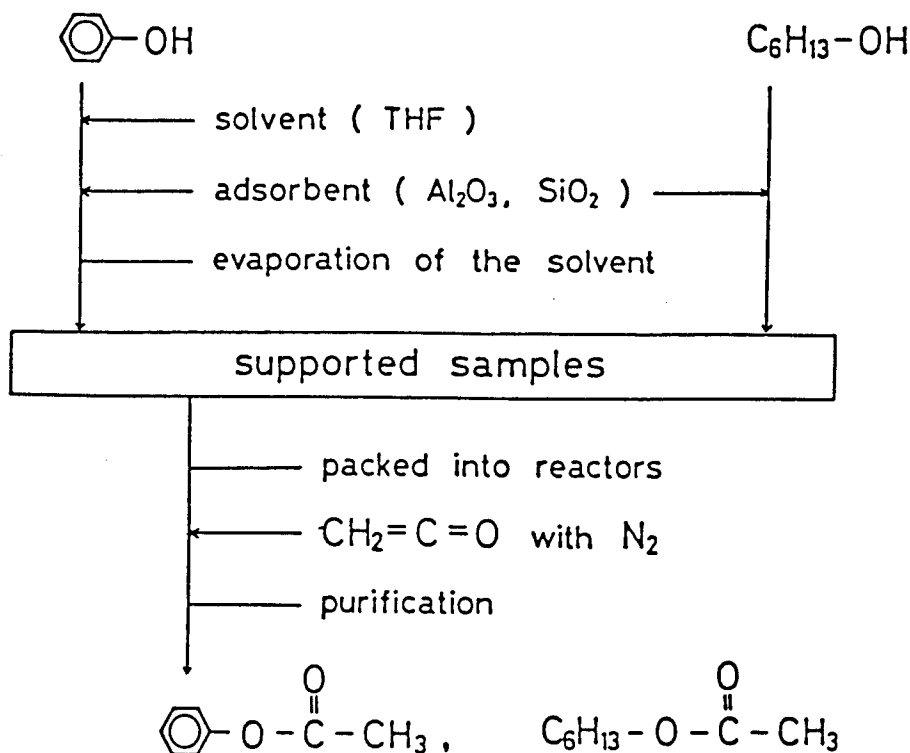 -OH C₆H₁₃-OH
solvent ( THF )
adsorbent ( Al₂O₃, SiO₂ )
evaporation of the solvent
supported samples
packed into reactors
CH₂=C=O with N₂
purification
O O
-O-C-CH₃, C₆H₁₃-O-C-CH₃